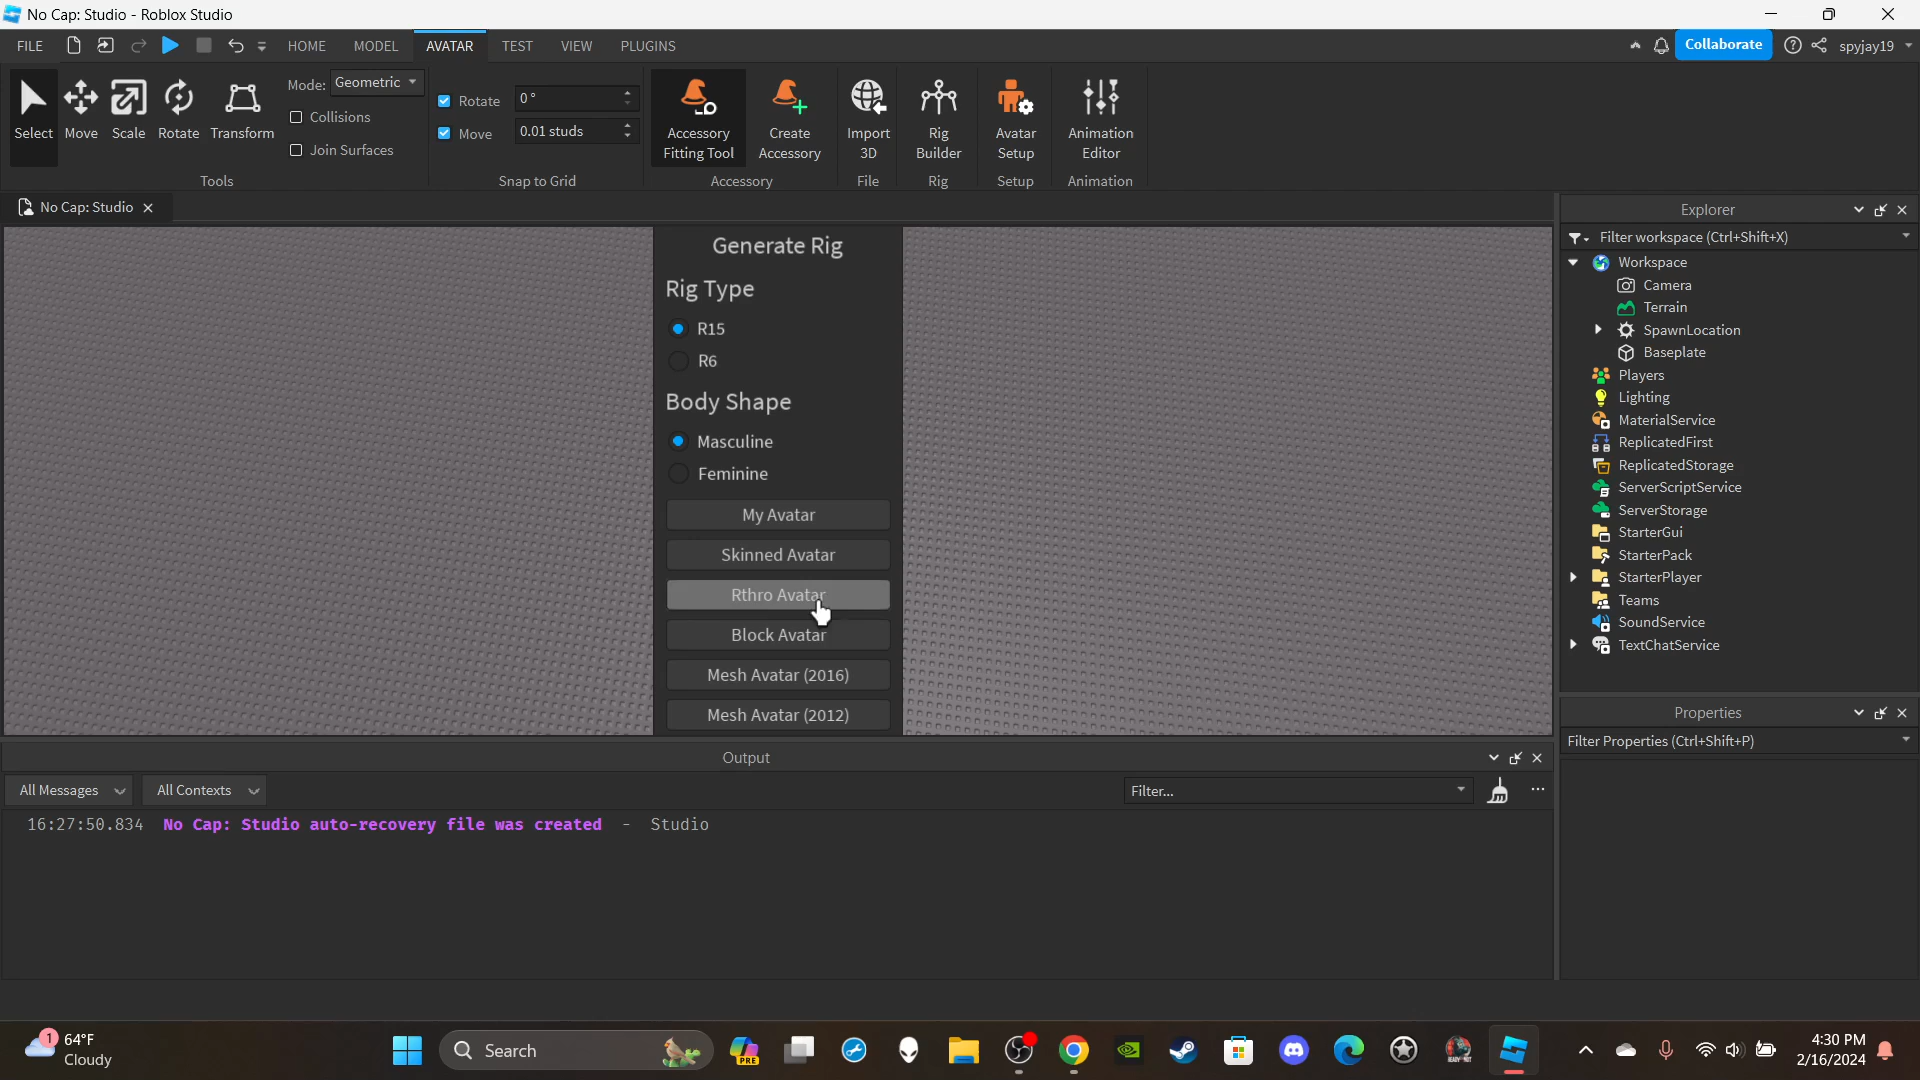 No Cap: Studio - Roblox Studio
FILE HOME MODEL AVATAR TEST VIEW PLUGINS Collaborate spyjay19
Select Move Scale Rotate Transform
Mode: Geometric
Collisions
Join Surfaces
Tools
Rotate 0 °
Move 0.01 studs
Snap to Grid
Accessory
Fitting Tool
Create
Accessory
Accessory
Import
3D
File
Rig
Builder
Rig
Avatar
Setup
Setup
Animation
Editor
Animation
No Cap: Studio
Generate Rig
Rig Type
R15
R6
Body Shape
Masculine
Feminine
My Avatar
Skinned Avatar
Rthro Avatar
Block Avatar
Mesh Avatar (2016)
Mesh Avatar (2012)
Explorer
Filter workspace (Ctrl+Shift+X)
Workspace
Camera
Terrain
SpawnLocation
Baseplate
Players
Lighting
MaterialService
ReplicatedFirst
ReplicatedStorage
ServerScriptService
ServerStorage
StarterGui
StarterPack
StarterPlayer
Teams
SoundService
TextChatService
Properties
Filter Properties (Ctrl+Shift+P)
Output
All Messages All Contexts Filter...
16:27:50.834 No Cap: Studio auto-recovery file was created - Studio
1
64°F
Cloudy
Search
PRE
4:30 PM
2/16/2024